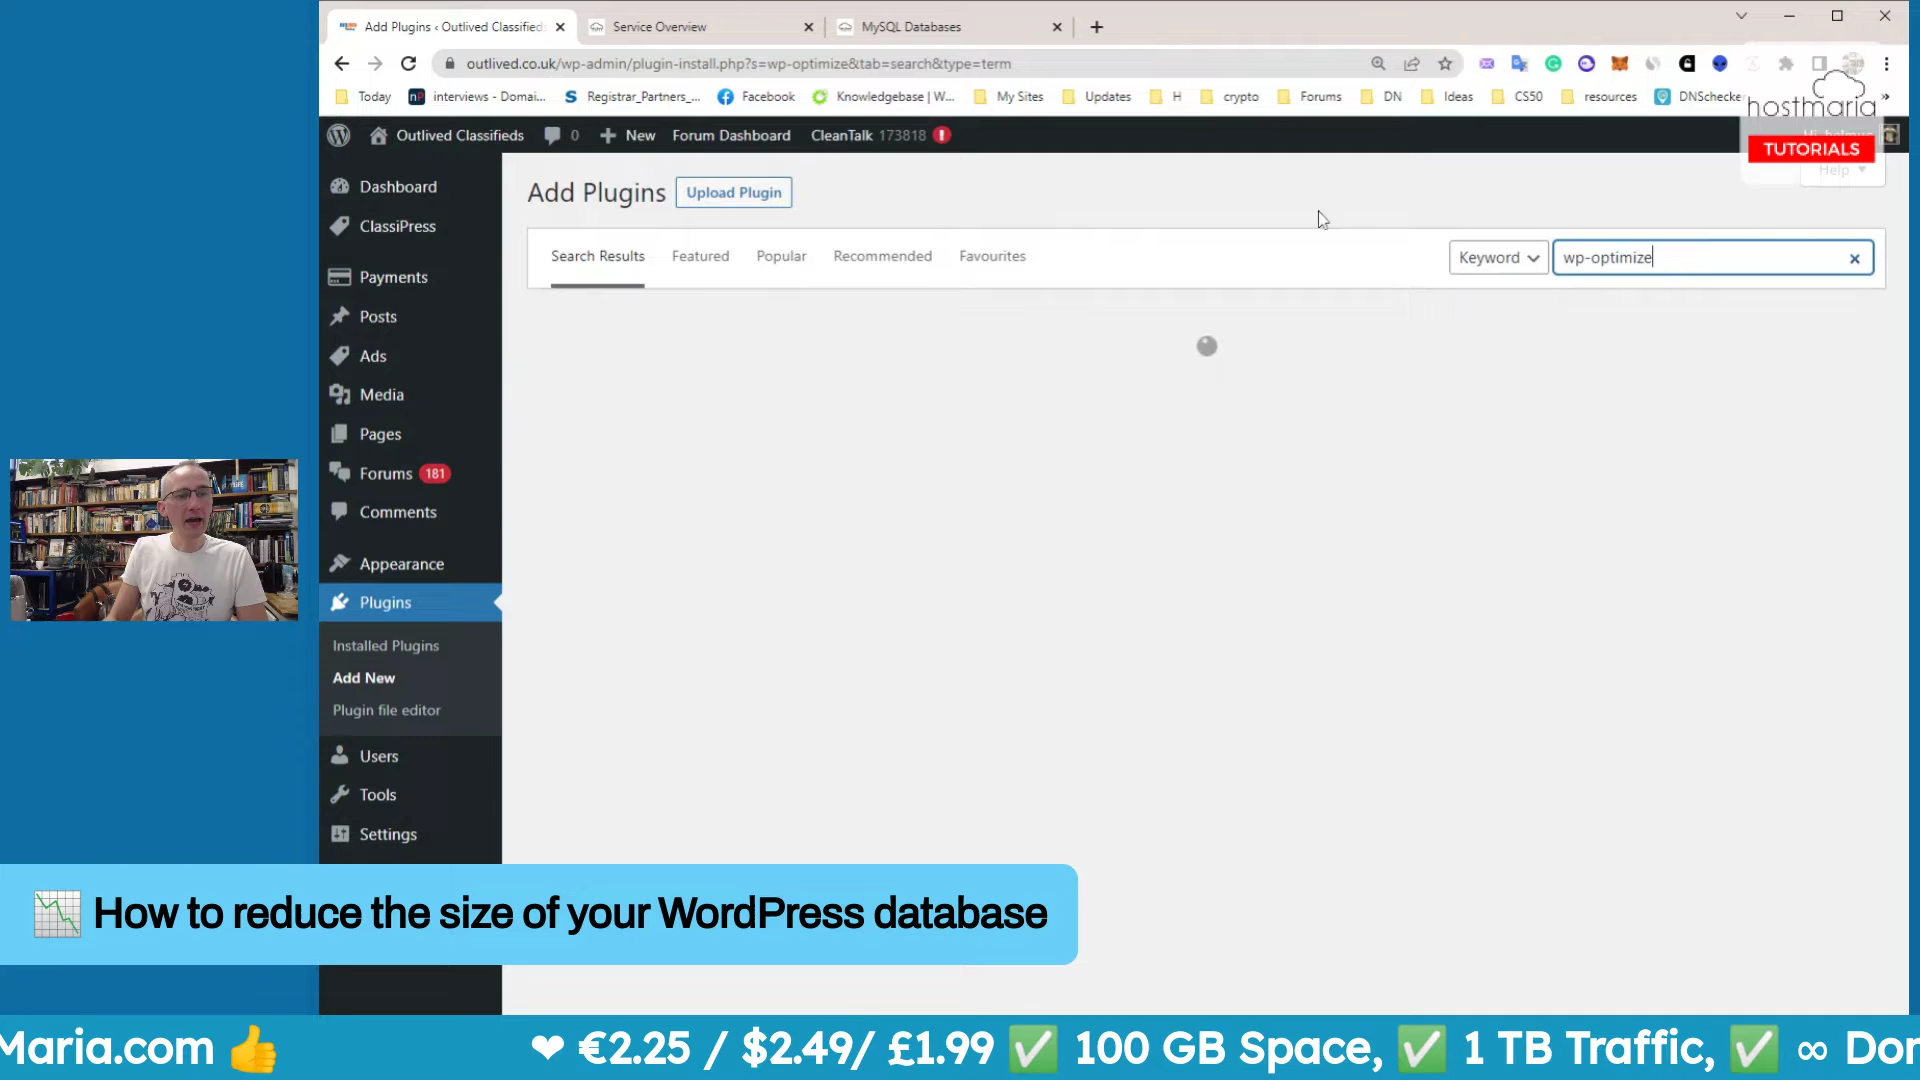 Add Plugins ‹ Outlived Classifieds
Service Overview
MySQL Databases
outlived.co.uk/wp-admin/plugin-install.php?s=wp-optimize&tab=search&type=term
Today
interviews - Domai...
Registrar_Partners_...
Facebook
Knowledgebase | W...
My Sites
Updates
H
crypto
Forums
DN
Ideas
CS50
resources
DNSchecke
»
hostmaria
TUTORIALS
Outlived Classifieds
0
New
Forum Dashboard
CleanTalk 173818 !
Help
Dashboard
ClassiPress
Payments
Posts
Ads
Media
Pages
Forums 181
Comments
Appearance
Plugins
Installed Plugins
Add New
Plugin file editor
Users
Tools
Settings
Add Plugins
Upload Plugin
Search Results
Featured
Popular
Recommended
Favourites
Keyword
wp-optimize
How to reduce the size of your WordPress database
Maria.com 👍 ❤ €2.25 / $2.49/ £1.99 ✅ 100 GB Space, ✅ 1 TB Traffic, ✅ ∞ Dor